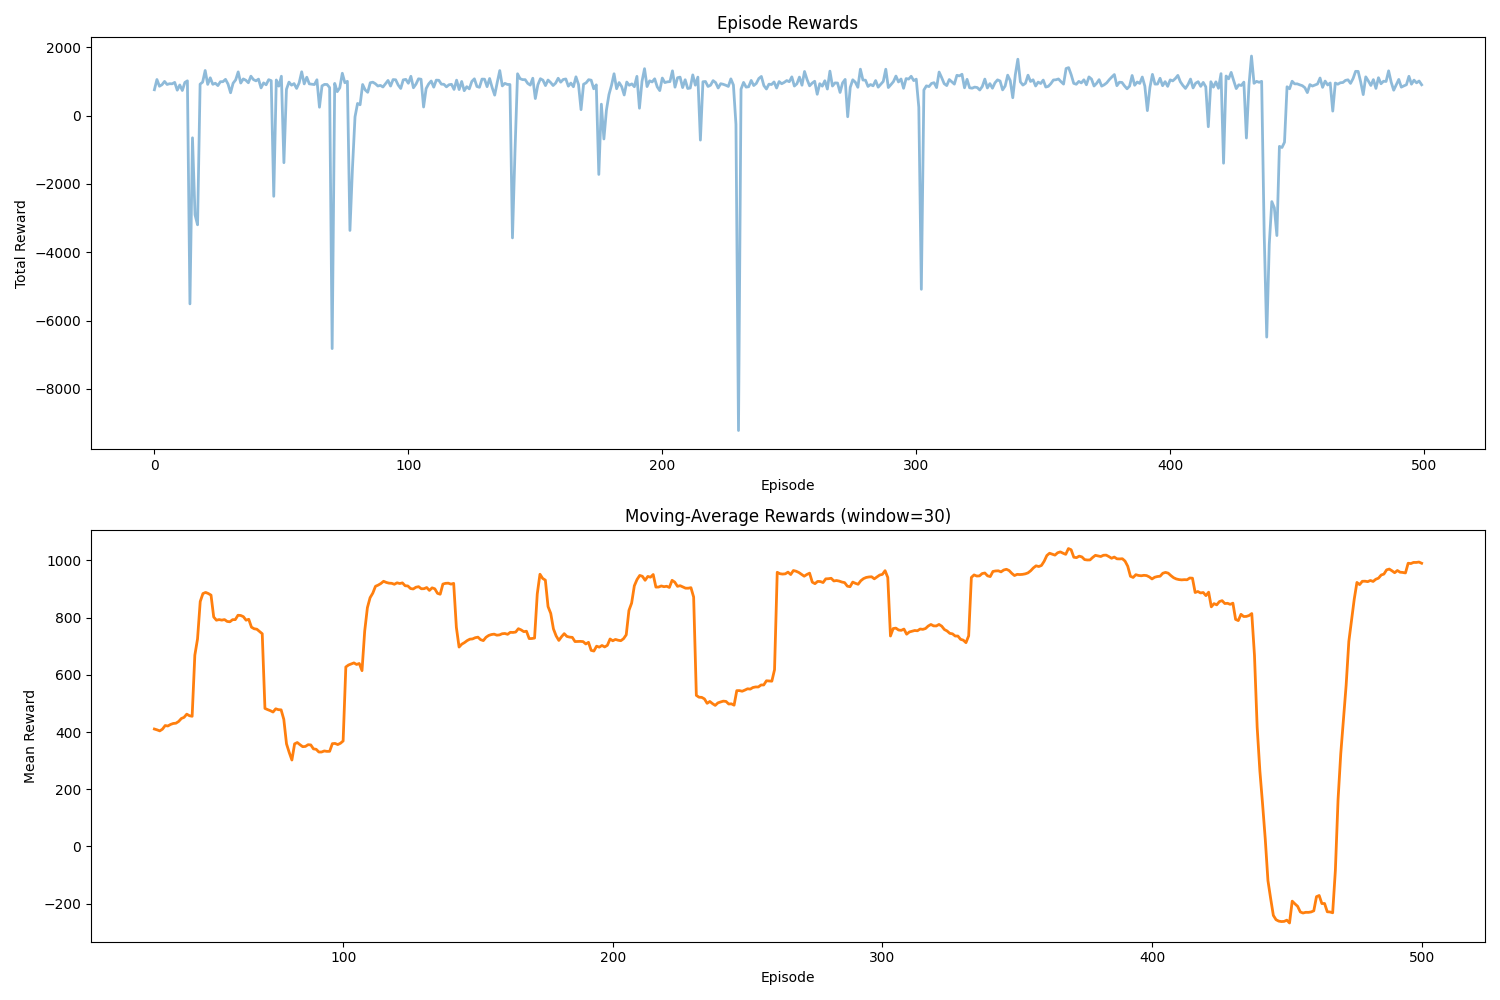 Episode Rewards
Total Reward
2000
0
−2000
−4000
−6000
−8000
0 100 200 300 400 500
Episode
Moving-Average Rewards (window=30)
Mean Reward
1000
800
600
400
200
0
−200
100 200 300 400 500
Episode